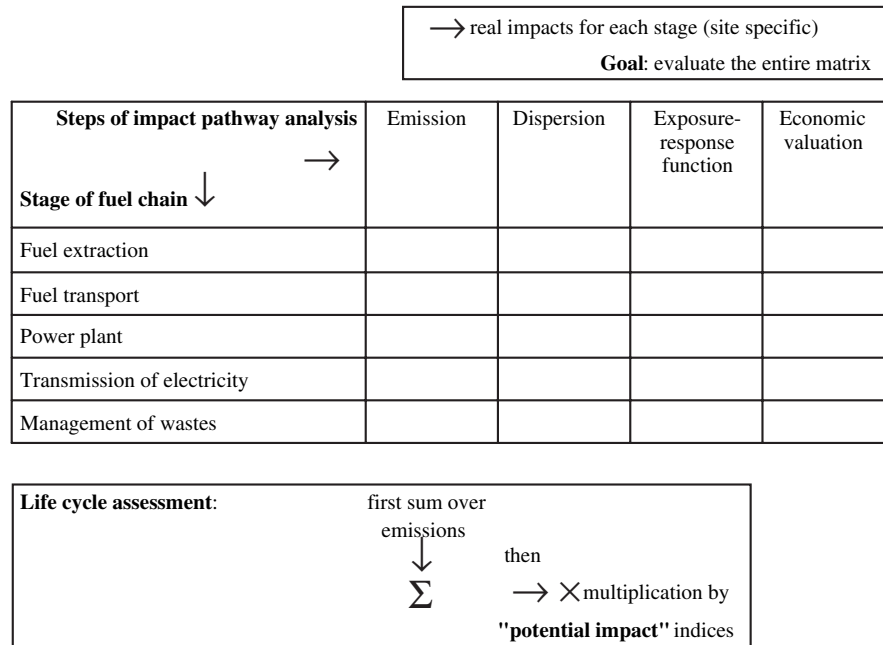 → real impacts for each stage (site specific)
Goal: evaluate the entire matrix
Steps of impact pathway analysis Emission Dispersion Exposure- Economic
response valuation
function
→
Stage of fuel chain ↓
Fuel extraction
Fuel transport
Power plant
Transmission of electricity
Management of wastes
Life cycle assessment: first sum over
emissions
↓ then
Σ → × multiplication by
"potential impact" indices